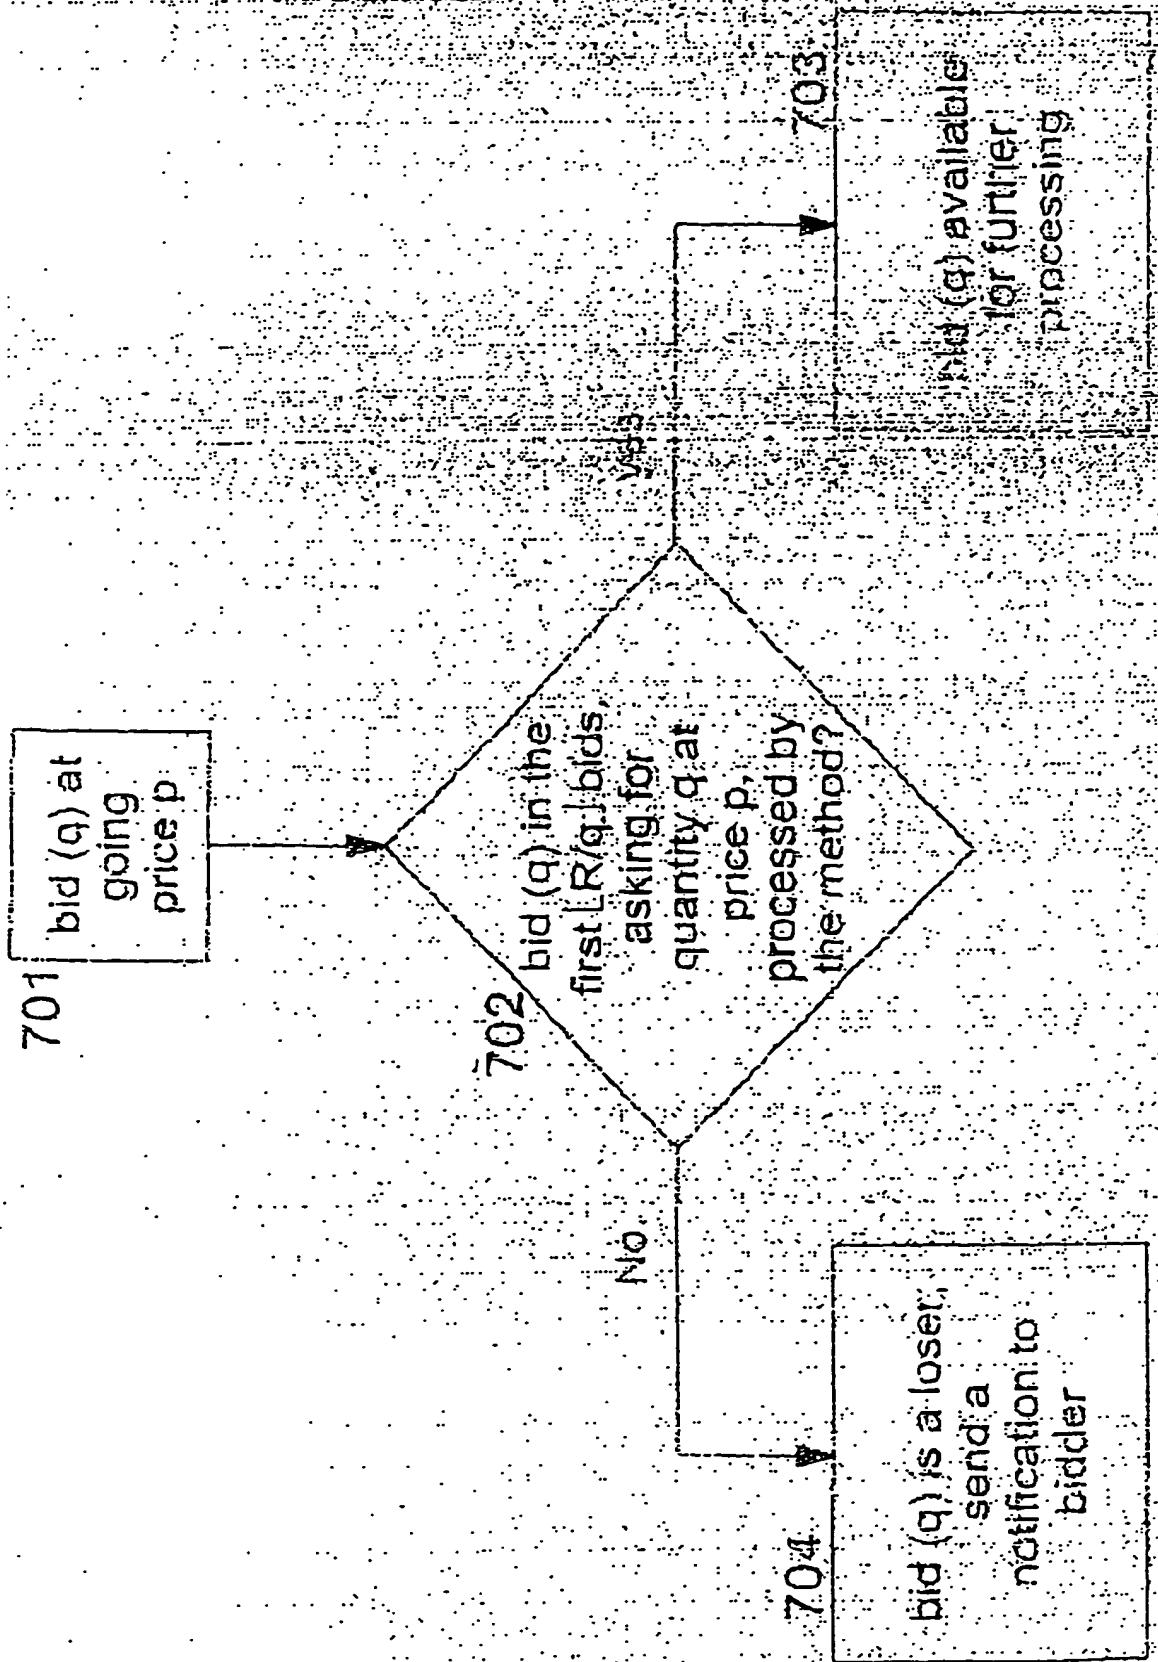 701
bid (q) at
going
price p
702
bid (q) in the
first ⌊R/q⌋ bids,
asking for
quantity q at
price p,
processed by
the method?
No
Yes
704
bid (q) is a loser,
send a
notification to
bidder
703
bid (q) available
for further
processing